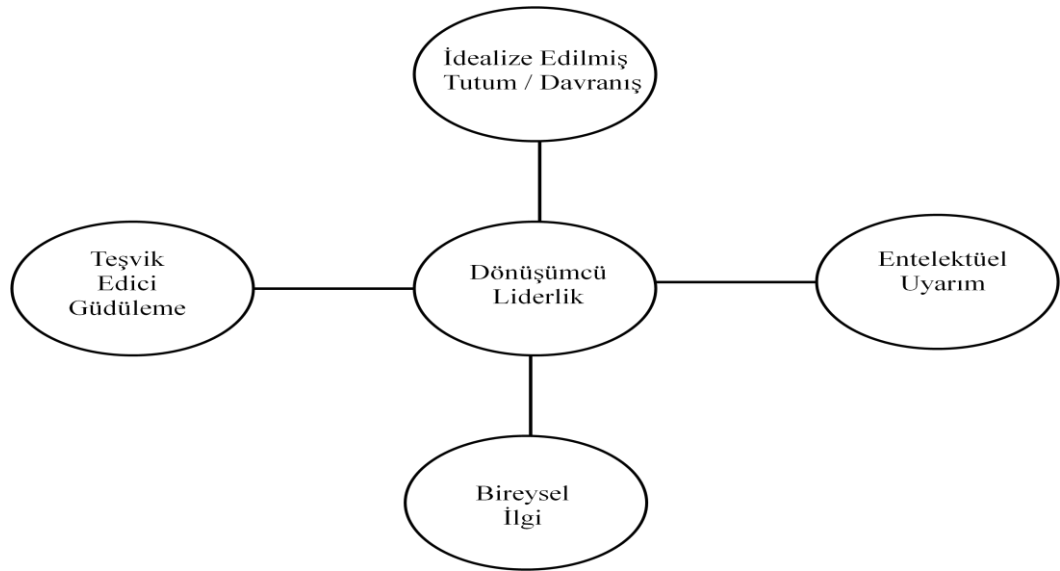 İdealize Edilmiş
Tutum / Davranış
Teşvik
Edici
Güdüleme
Dönüşümcü
Liderlik
Entelektüel
Uyarım
Bireysel
İlgi